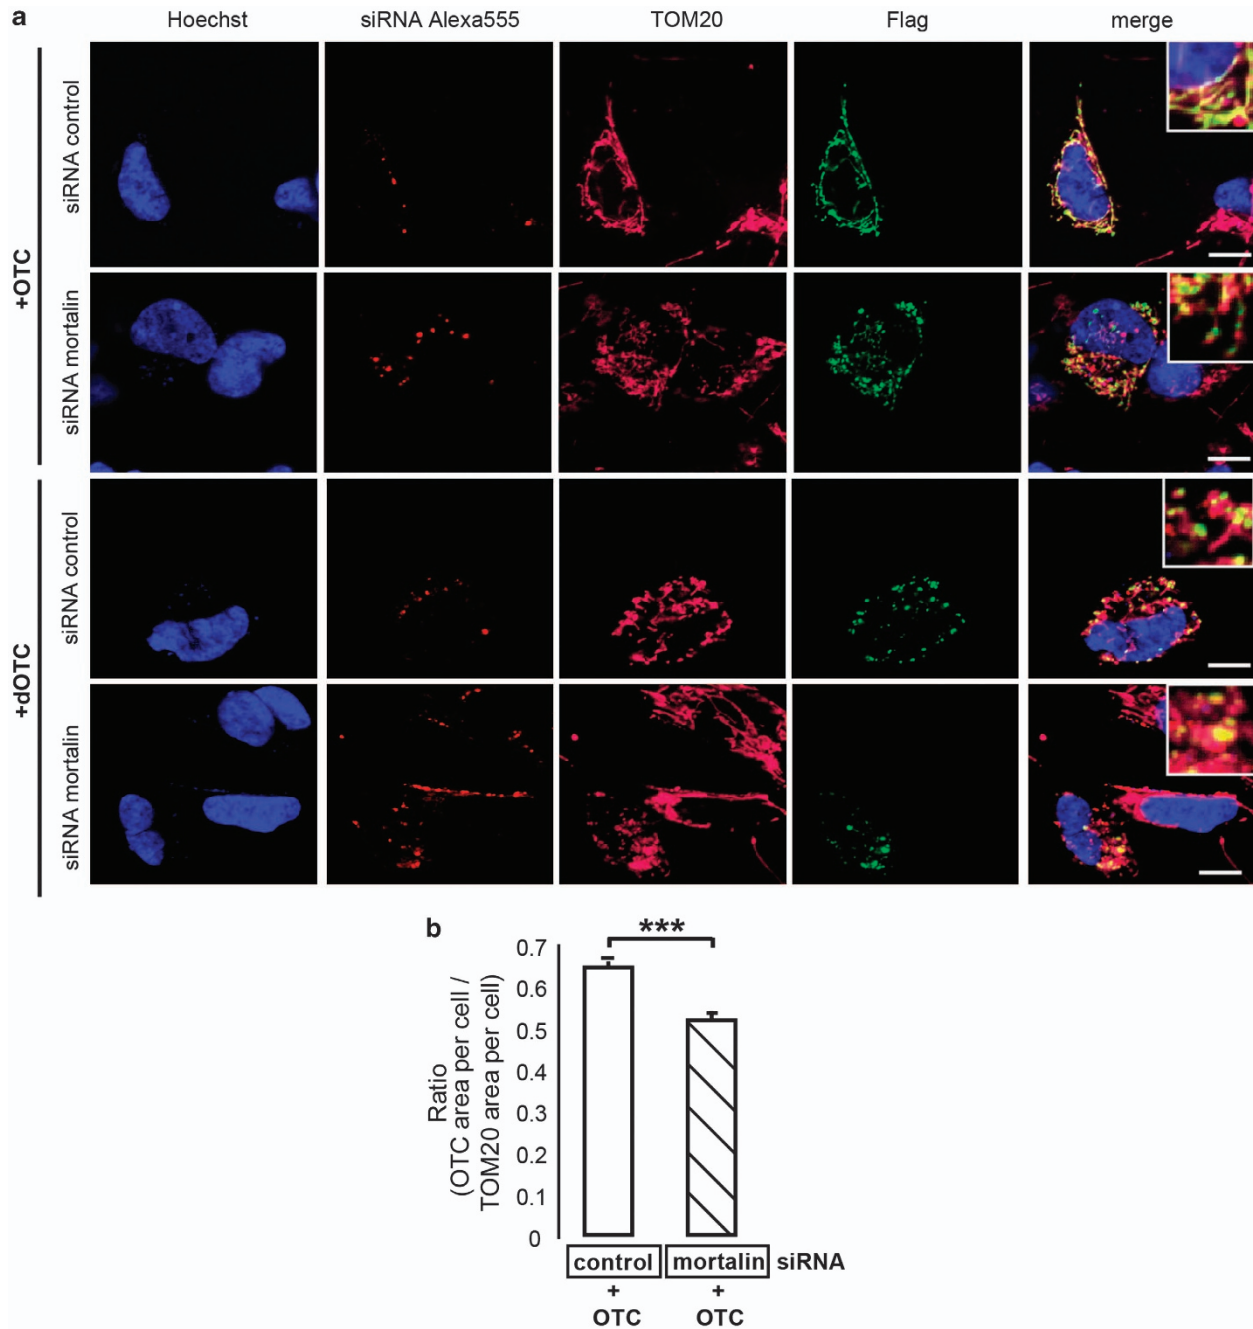 a
Hoechst siRNA Alexa555 TOM20 Flag merge
+OTC
siRNA control
siRNA mortalin
+dOTC
siRNA control
siRNA mortalin
b
***
Ratio
(OTC area per cell /
TOM20 area per cell)
0.7
0.6
0.5
0.4
0.3
0.2
0.1
0
control mortalin siRNA
+ +
OTC OTC